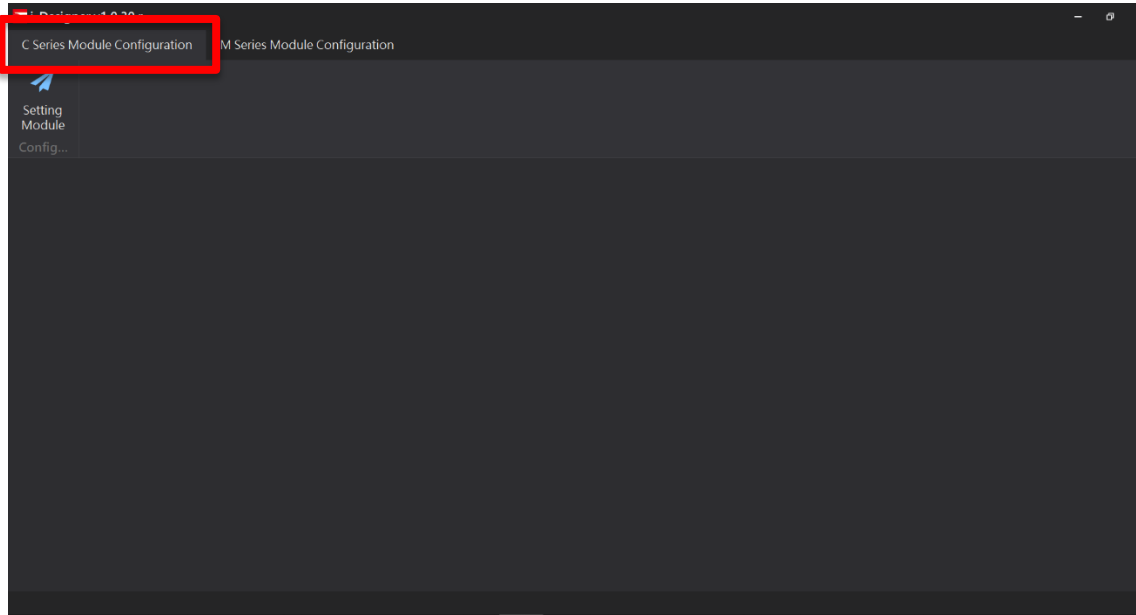 C Series Module Configuration
M Series Module Configuration
Setting
Module
Config...